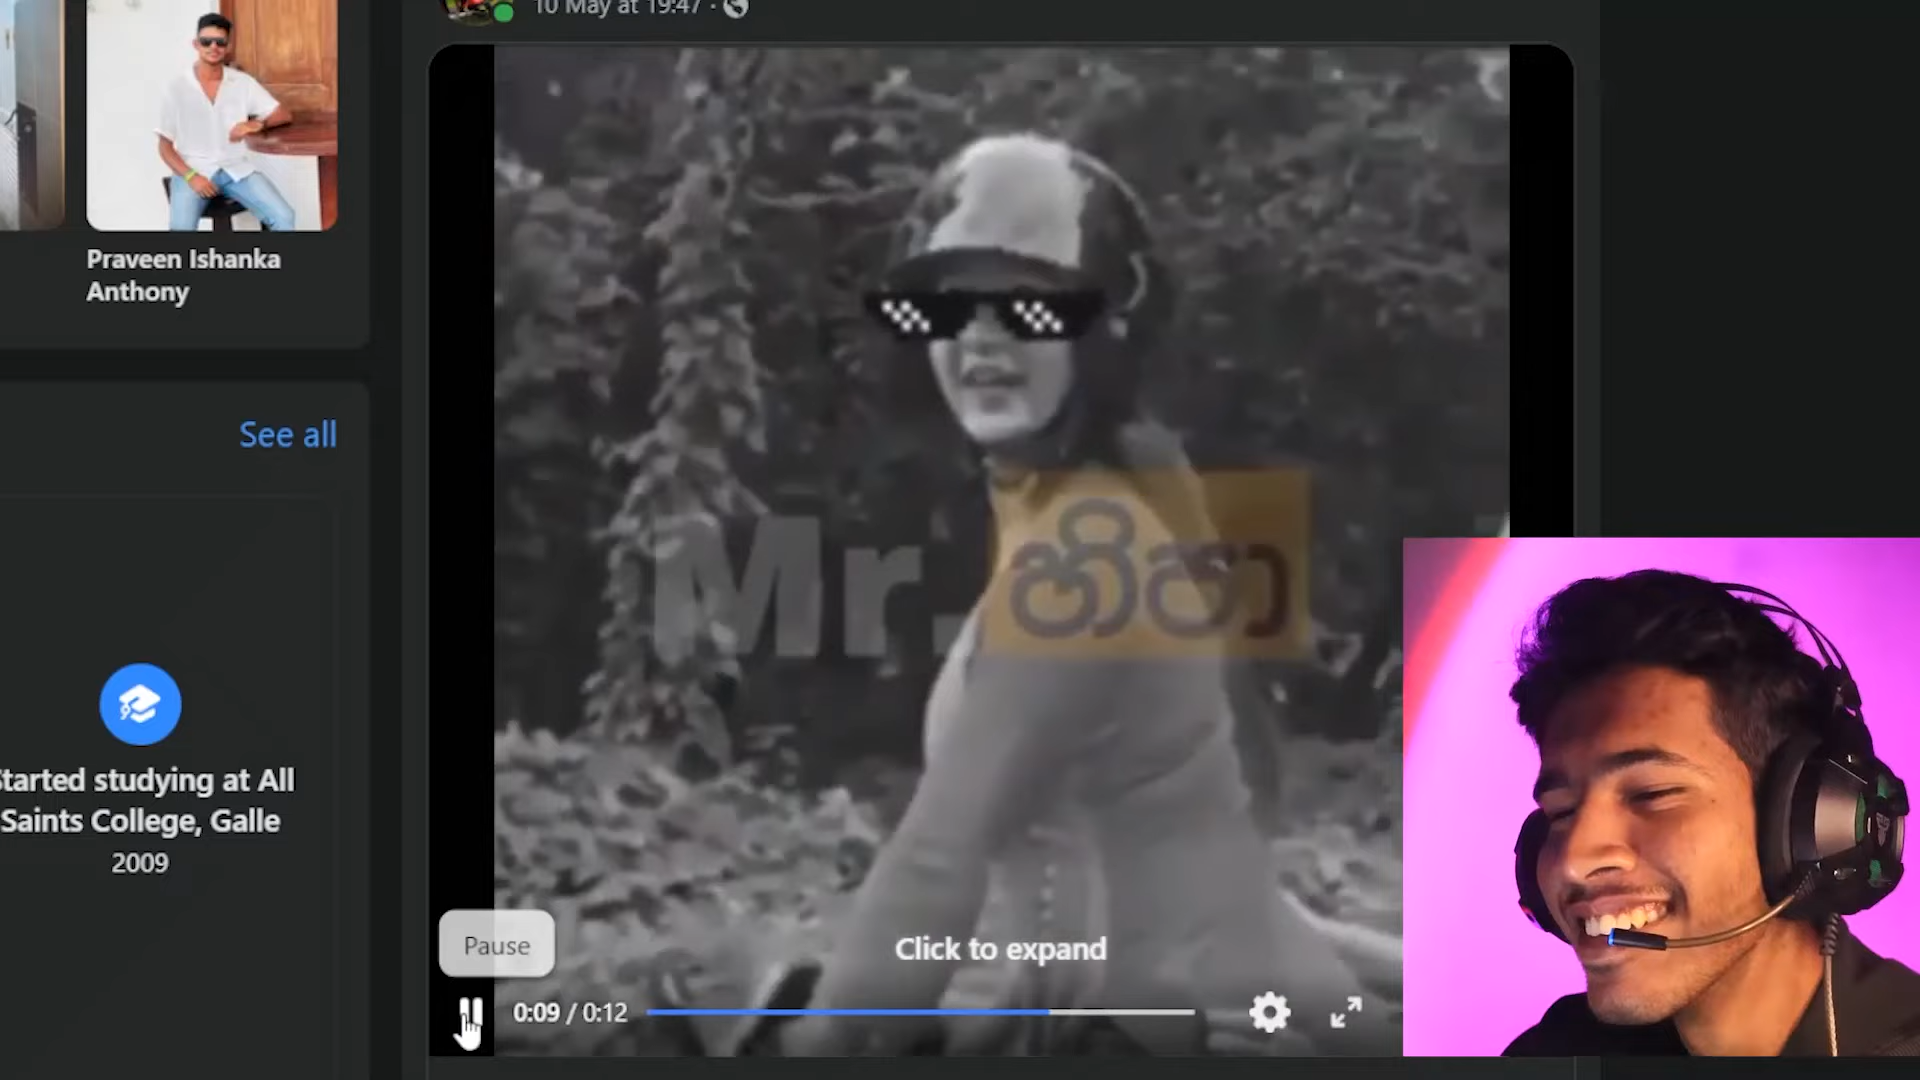 10 May at 19:47 ·
Praveen Ishanka
Anthony
See all
Mr. හිපා
Started studying at All
Saints College, Galle
2009
Pause
Click to expand
0:09 / 0:12